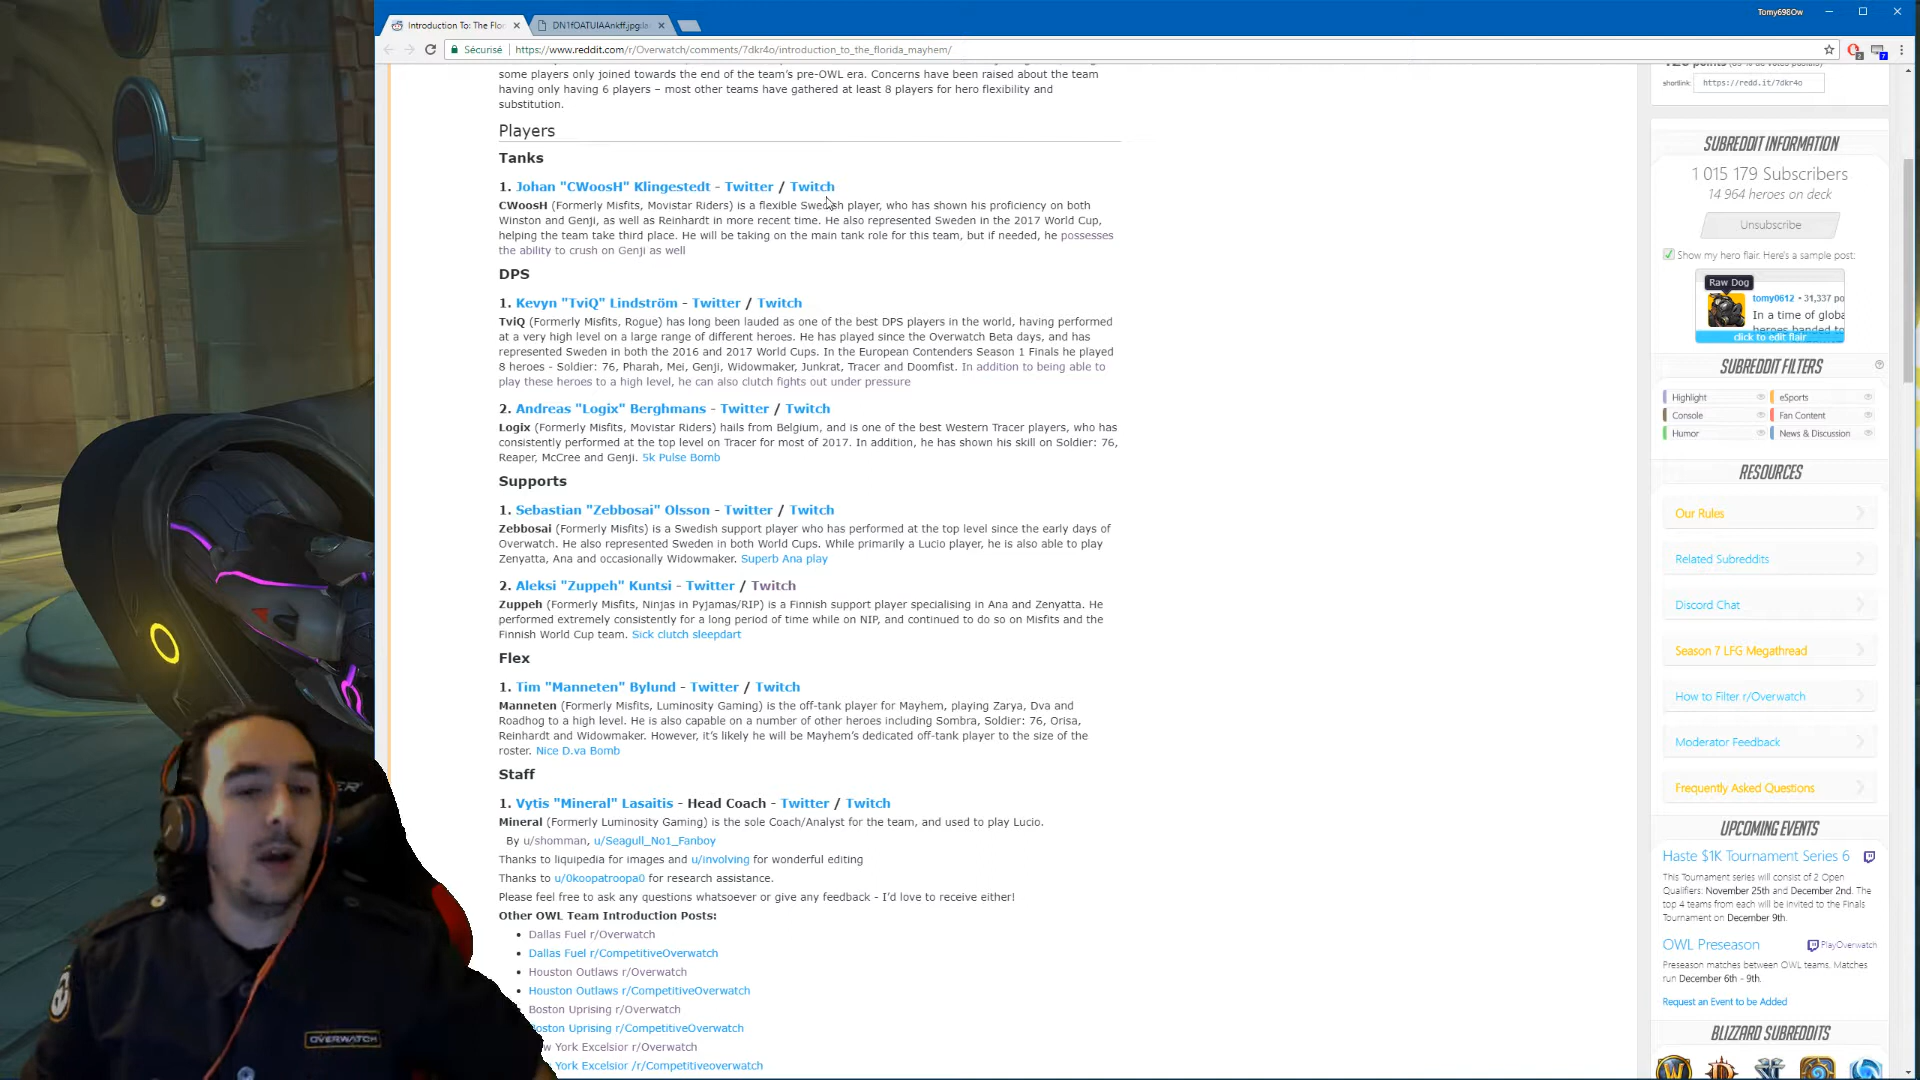 Tomy698Ow
Introduction To: The Flor
DN1fOATUIAAnkff.jpg:la
Sécurisé
https://www.reddit.com/r/Overwatch/comments/7dkr4o/introduction_to_the_florida_mayhem/
some players only joined towards the end of the team's pre-OWL era. Concerns have been raised about the team
having only having 6 players – most other teams have gathered at least 8 players for hero flexibility and
substitution.
Players
Tanks
1. Johan "CWoosH" Klingestedt - Twitter / Twitch
CWoosH (Formerly Misfits, Movistar Riders) is a flexible Swedish player, who has shown his proficiency on both
Winston and Genji, as well as Reinhardt in more recent time. He also represented Sweden in the 2017 World Cup,
helping the team take third place. He will be taking on the main tank role for this team, but if needed, he possesses
the ability to crush on Genji as well
DPS
1. Kevyn "TviQ" Lindström - Twitter / Twitch
TviQ (Formerly Misfits, Rogue) has long been lauded as one of the best DPS players in the world, having performed
at a very high level on a large range of different heroes. He has played since the Overwatch Beta days, and has
represented Sweden in both the 2016 and 2017 World Cups. In the European Contenders Season 1 Finals he played
8 heroes - Soldier: 76, Pharah, Mei, Genji, Widowmaker, Junkrat, Tracer and Doomfist. In addition to being able to
play these heroes to a high level, he can also clutch fights out under pressure
2. Andreas "Logix" Berghmans - Twitter / Twitch
Logix (Formerly Misfits, Movistar Riders) hails from Belgium, and is one of the best Western Tracer players, who has
consistently performed at the top level on Tracer for most of 2017. In addition, he has shown his skill on Soldier: 76,
Reaper, McCree and Genji. 5k Pulse Bomb
Supports
1. Sebastian "Zebbosai" Olsson - Twitter / Twitch
Zebbosai (Formerly Misfits) is a Swedish support player who has performed at the top level since the early days of
Overwatch. He also represented Sweden in both World Cups. While primarily a Lucio player, he is also able to play
Zenyatta, Ana and occasionally Widowmaker. Superb Ana play
2. Aleksi "Zuppeh" Kuntsi - Twitter / Twitch
Zuppeh (Formerly Misfits, Ninjas in Pyjamas/RIP) is a Finnish support player specialising in Ana and Zenyatta. He
performed extremely consistently for a long period of time while on NIP, and continued to do so on Misfits and the
Finnish World Cup team. Sick clutch sleepdart
Flex
1. Tim "Manneten" Bylund - Twitter / Twitch
Manneten (Formerly Misfits, Luminosity Gaming) is the off-tank player for Mayhem, playing Zarya, Dva and
Roadhog to a high level. He is also capable on a number of other heroes including Sombra, Soldier: 76, Orisa,
Reinhardt and Widowmaker. However, it's likely he will be Mayhem's dedicated off-tank player to the size of the
roster. Nice D.va Bomb
Staff
1. Vytis "Mineral" Lasaitis - Head Coach - Twitter / Twitch
Mineral (Formerly Luminosity Gaming) is the sole Coach/Analyst for the team, and used to play Lucio.
By u/shomman, u/Seagull_No1_Fanboy
Thanks to liquipedia for images and u/involving for wonderful editing
Thanks to u/0koopatroopa0 for research assistance.
Please feel free to ask any questions whatsoever or give any feedback - I'd love to receive either!
Other OWL Team Introduction Posts:
Dallas Fuel r/Overwatch
Dallas Fuel r/CompetitiveOverwatch
Houston Outlaws r/Overwatch
Houston Outlaws r/CompetitiveOverwatch
Boston Uprising r/Overwatch
oston Uprising r/CompetitiveOverwatch
w York Excelsior r/Overwatch
York Excelsior /r/Competitiveoverwatch
shortlink: https://redd.it/7dkr4o
SUBREDDIT INFORMATION
1 015 179 Subscribers
14 964 heroes on deck
Unsubscribe
Show my hero flair. Here's a sample post:
Raw Dog
tomy0612 • 31,337 po
In a time of globa
heroes banded to
click to edit flair
SUBREDDIT FILTERS
Highlight
eSports
Console
Fan Content
Humor
News & Discussion
RESOURCES
Our Rules
Related Subreddits
Discord Chat
Season 7 LFG Megathread
How to Filter r/Overwatch
Moderator Feedback
Frequently Asked Questions
UPCOMING EVENTS
Haste $1K Tournament Series 6
This Tournament series will consist of 2 Open
Qualifiers: November 25th and December 2nd. The
top 4 teams from each will be invited to the Finals
Tournament on December 9th.
OWL Preseason
PlayOverwatch
Preseason matches between OWL teams. Matches
run December 6th - 9th.
Request an Event to be Added
BLIZZARD SUBREDDITS
OVERWATCH